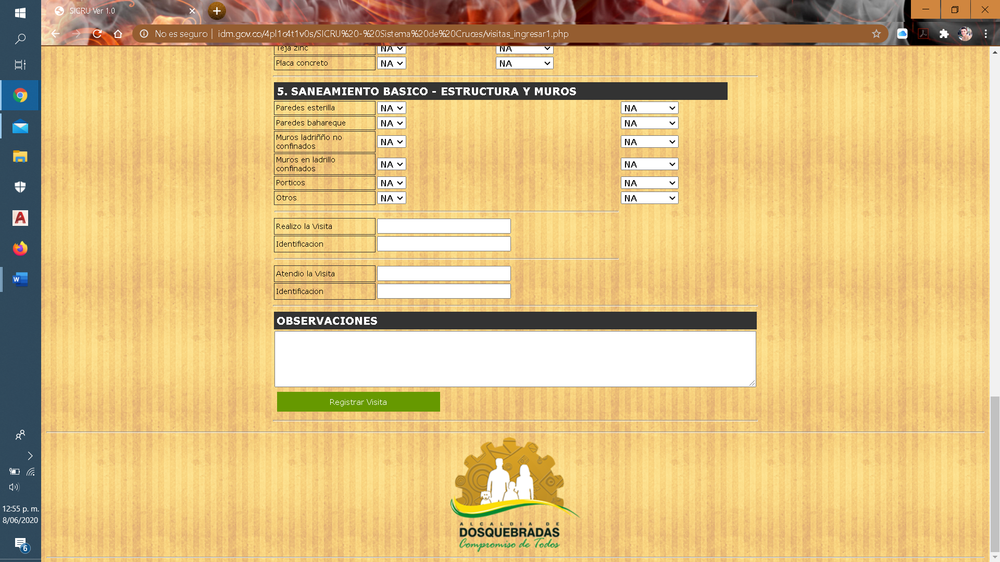 SICRU Ver 1.0
No es seguro | idm.gov.co/4pl1c4t1v0s/SICRU%20-%20Sistema%20de%20Cruces/visitas_ingresar1.php
Teja zinc NA NA
Placa concreto NA NA
5. SANEAMIENTO BASICO - ESTRUCTURA Y MUROS
Paredes esterilla NA NA
Paredes bahareque NA NA
Muros ladriñño no
confinados NA NA
Muros en ladrillo
confinados NA NA
Porticos NA NA
Otros NA NA
Realizo la Visita
Identificacion
Atendio la Visita
Identificacion
OBSERVACIONES
Registrar Visita
ALCALDIA DE
DOSQUEBRADAS
Compromiso de Todos
12:55 p. m.
8/06/2020
6